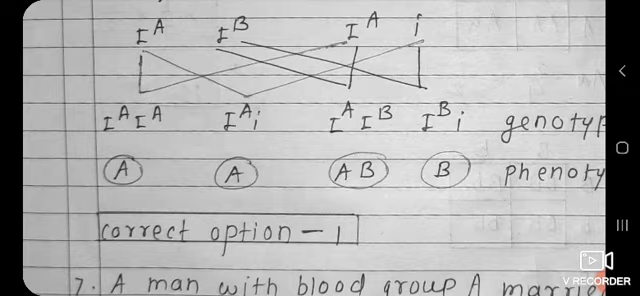 I^A I^B I^A i
I^A I^A I^A i I^A I^B I^B i genotyp
A A AB B phenoty
correct option - 1
7. A man with blood group A marrie
V RECORDER